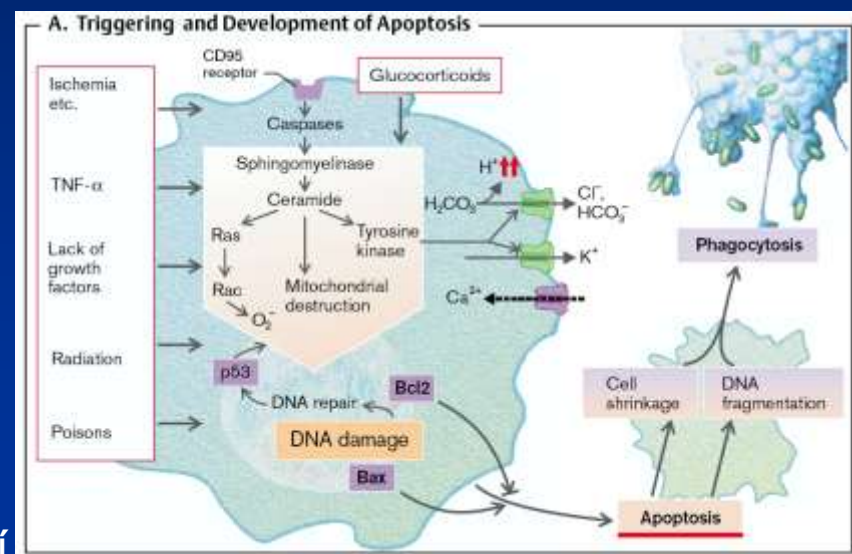 A. Triggering and Development of Apoptosis
Ischemia
etc.
TNF-α
Lack of
growth
factors
Radiation
Poisons
CD95
receptor
Glucocorticoids
Caspases
Sphingomyelinase
Ceramide
Ras
Tyrosine
kinase
Rac
Mitochondrial
destruction
O₂⁻
p53
DNA repair
Bcl2
DNA damage
Bax
H⁺
H₂CO₃
Cl⁻,
HCO₃⁻
K⁺
Ca²⁺
Phagocytosis
Cell
shrinkage
DNA
fragmentation
Apoptosis
í